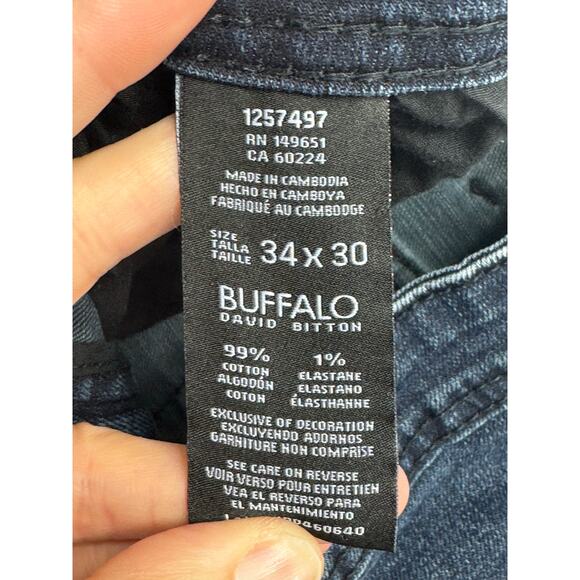 1257497
RN 149651
CA 60224
MADE IN CAMBODIA
HECHO EN CAMBOYA
FABRIQUÉ AU CAMBODGE
SIZE
TALLA
TAILLE
34 x 30
BUFFALO
DAVID BITTON
99% 1%
COTTON ELASTANE
ALGODÓN ELASTANO
COTON ÉLASTHANNE
EXCLUSIVE OF DECORATION
EXCLUYENDO ADORNOS
GARNITURE NON COMPRISE
SEE CARE ON REVERSE
VOIR VERSO POUR ENTRETIEN
VEA EL REVERSO PARA
EL MANTENIMIENTO